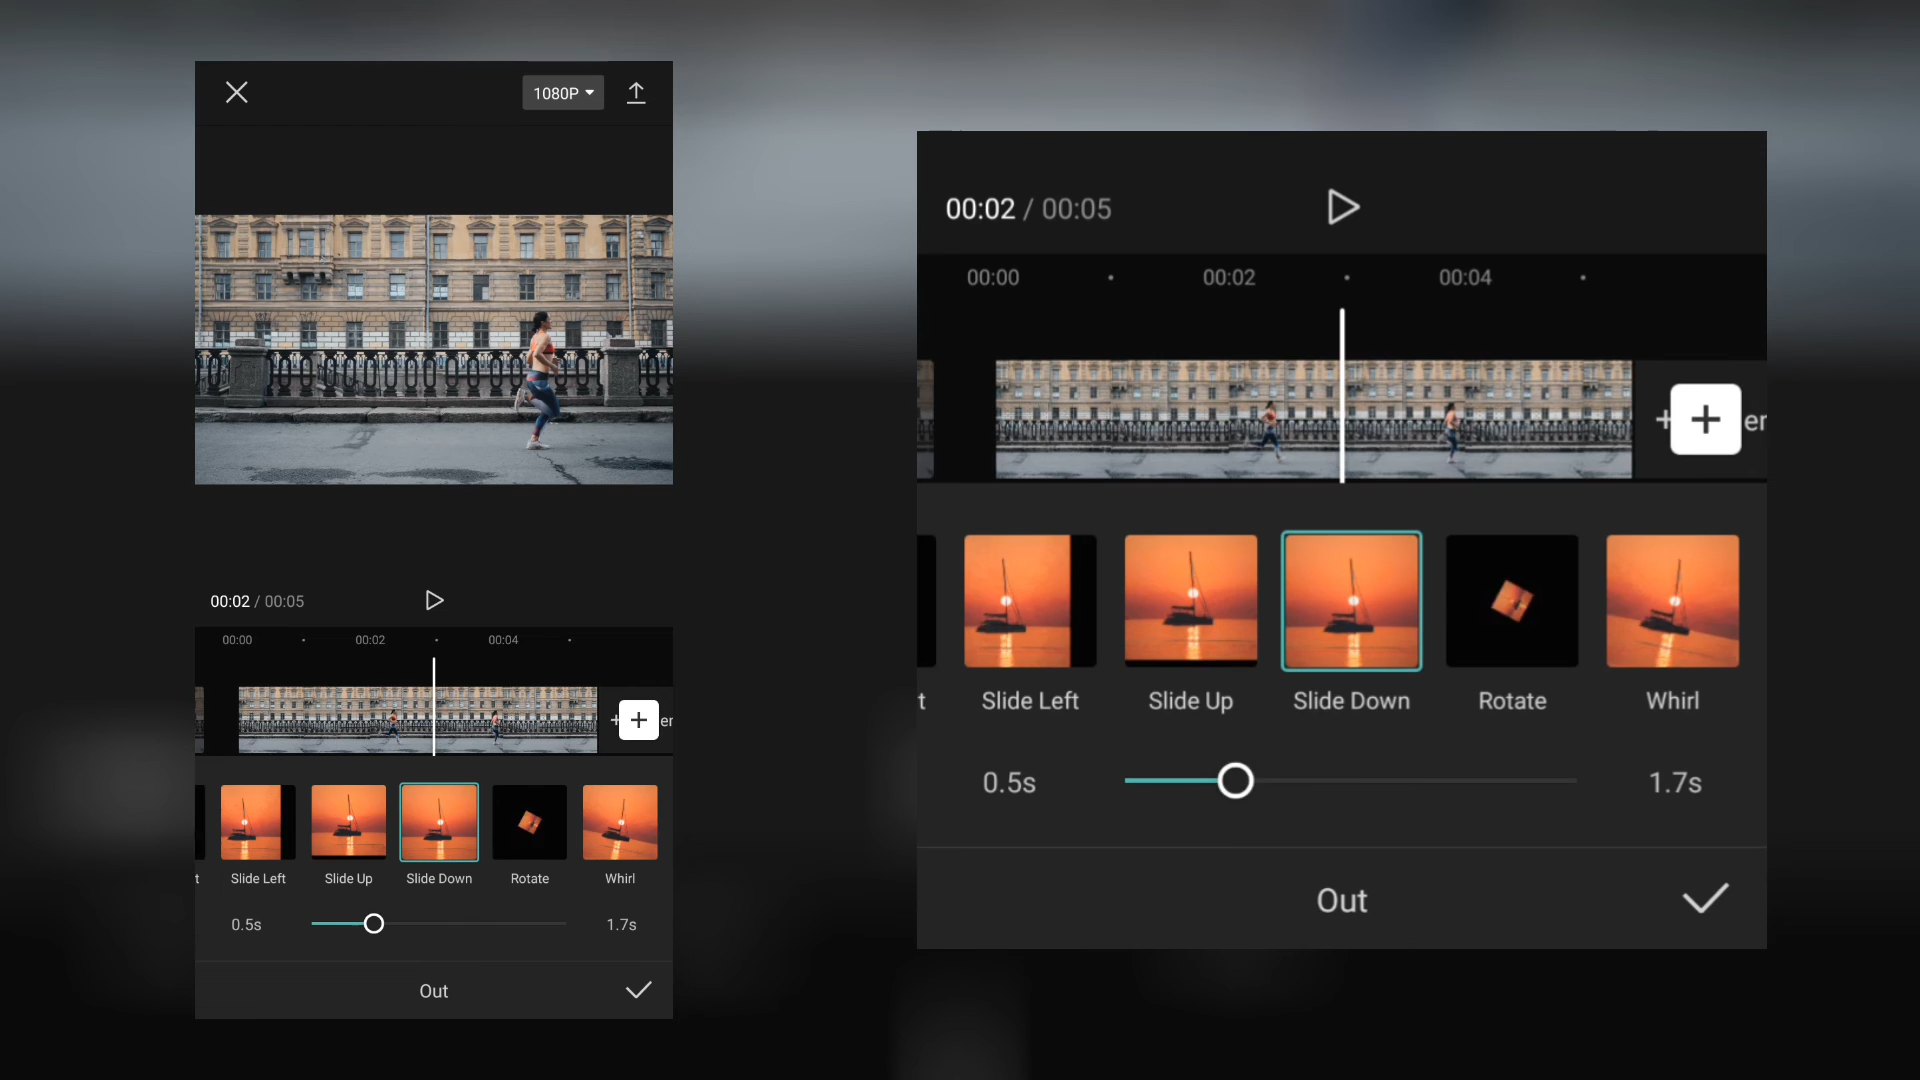 1080P
00:02 / 00:05
00:00 00:02 00:04
+ + er
t Slide Left Slide Up Slide Down Rotate Whirl
0.5s 1.7s
Out
00:02 / 00:05
00:00 00:02 00:04
+ + er
t Slide Left Slide Up Slide Down Rotate Whirl
0.5s 1.7s
Out